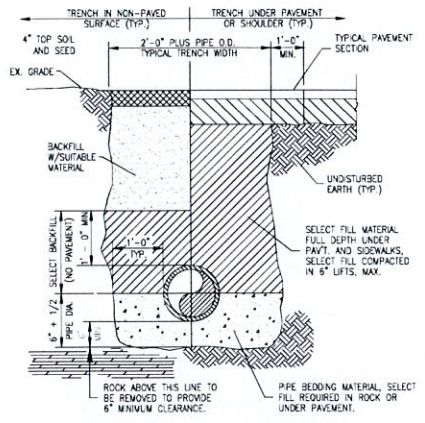 TRENCH IN NON-PAVED
SURFACE (TYP.)
TRENCH UNDER PAVEMENT
OR SHOULDER (TYP.)
4" TOP SOIL
AND SEED
2'-0" PLUS PIPE O.D.
TYPICAL TRENCH WIDTH
1'-0"
MIN.
TYPICAL PAVEMENT
SECTION
EX. GRADE
BACKFILL
W/SUITABLE
MATERIAL
UNDISTURBED
EARTH (TYP.)
SELECT BACKFILL
(NO PAVEMENT)
1'-0" MIN.
1'-0"
TYP.
SELECT FILL MATERIAL
FULL DEPTH UNDER
PAV'T. AND SIDEWALKS,
SELECT FILL COMPACTED
IN 6" LIFTS, MAX.
6" + 1/2
PIPE DIA.
6"
MIN.
ROCK ABOVE THIS LINE TO
BE REMOVED TO PROVIDE
6" MINIMUM CLEARANCE.
PIPE BEDDING MATERIAL, SELECT
FILL REQUIRED IN ROCK OR
UNDER PAVEMENT.